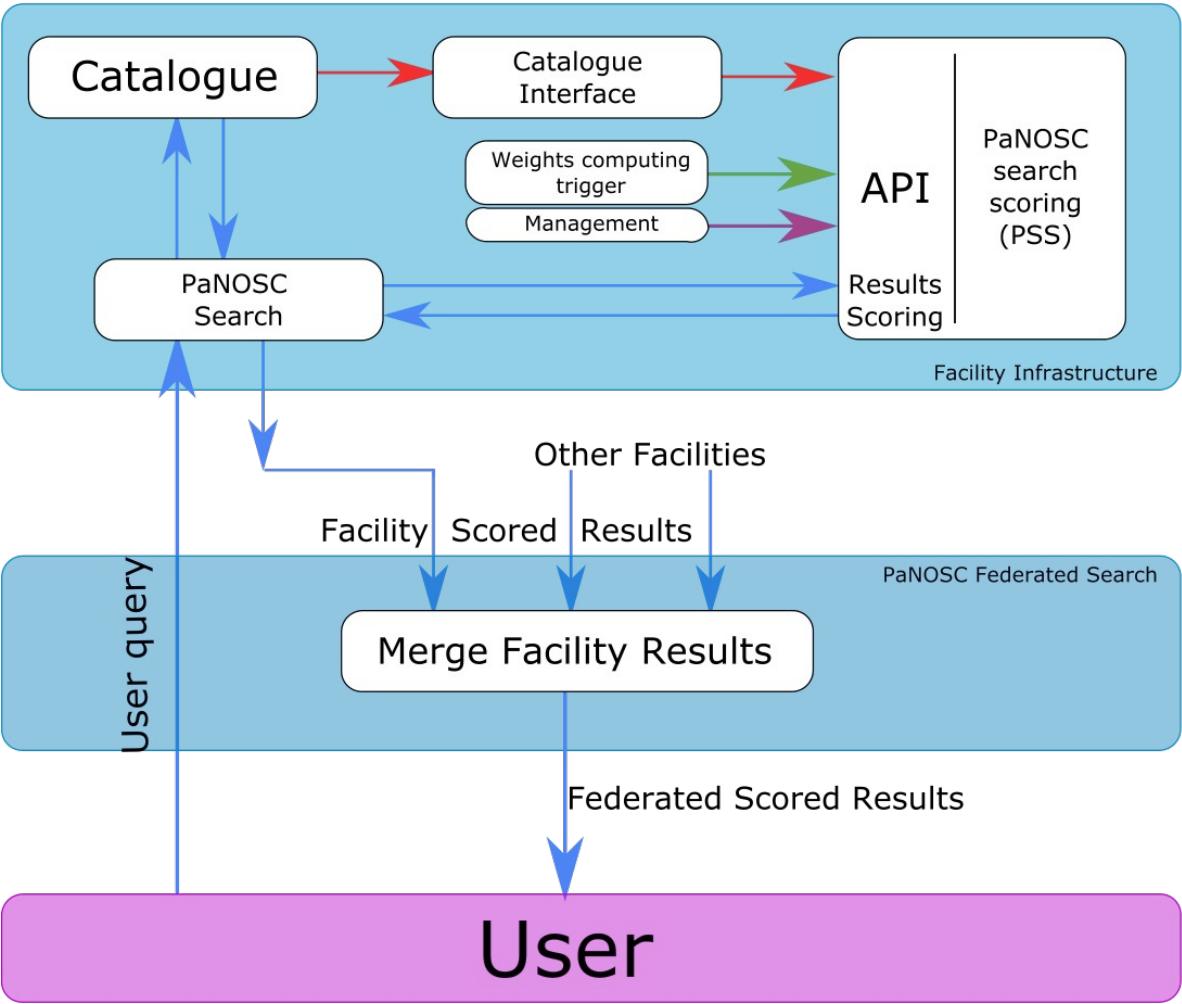 Catalogue
Catalogue
Interface
Weights computing
trigger
Management
API
PaNOSC
search
scoring
(PSS)
PaNOSC
Search
Results
Scoring
Facility Infrastructure
Other Facilities
Facility Scored Results
PaNOSC Federated Search
User query
Merge Facility Results
Federated Scored Results
User